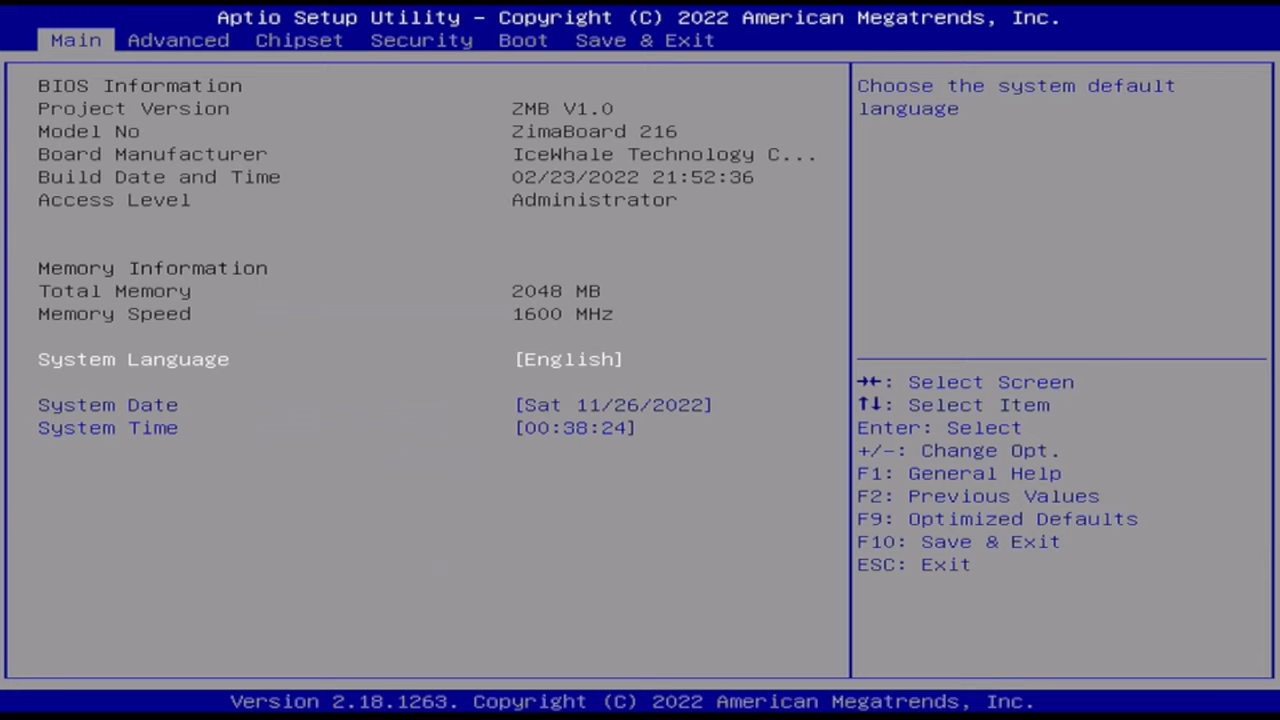 Aptio Setup Utility - Copyright (C) 2022 American Megatrends, Inc.
Main Advanced Chipset Security Boot Save & Exit
BIOS Information
Project Version ZMB V1.0
Model No ZimaBoard 216
Board Manufacturer IceWhale Technology C...
Build Date and Time 02/23/2022 21:52:36
Access Level Administrator
Memory Information
Total Memory 2048 MB
Memory Speed 1600 MHz
System Language [English]
System Date [Sat 11/26/2022]
System Time [00:38:24]
Choose the system default
language
→←: Select Screen
↑↓: Select Item
Enter: Select
+/-: Change Opt.
F1: General Help
F2: Previous Values
F9: Optimized Defaults
F10: Save & Exit
ESC: Exit
Version 2.18.1263. Copyright (C) 2022 American Megatrends, Inc.